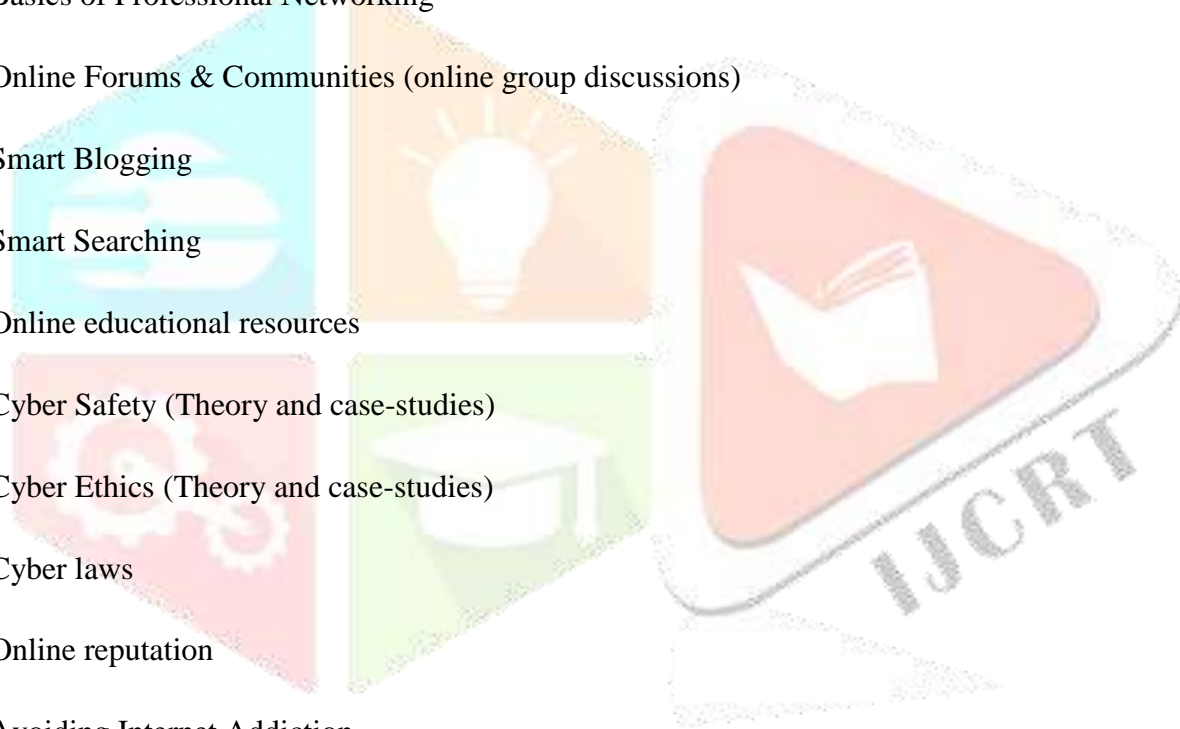 Basics of Professional Networking
Online Forums & Communities (online group discussions)
Smart Blogging
Smart Searching
Online educational resources
Cyber Safety (Theory and case-studies)
Cyber Ethics (Theory and case-studies)
Cyber laws
Online reputation
Avoiding Internet Addiction
IJCRT